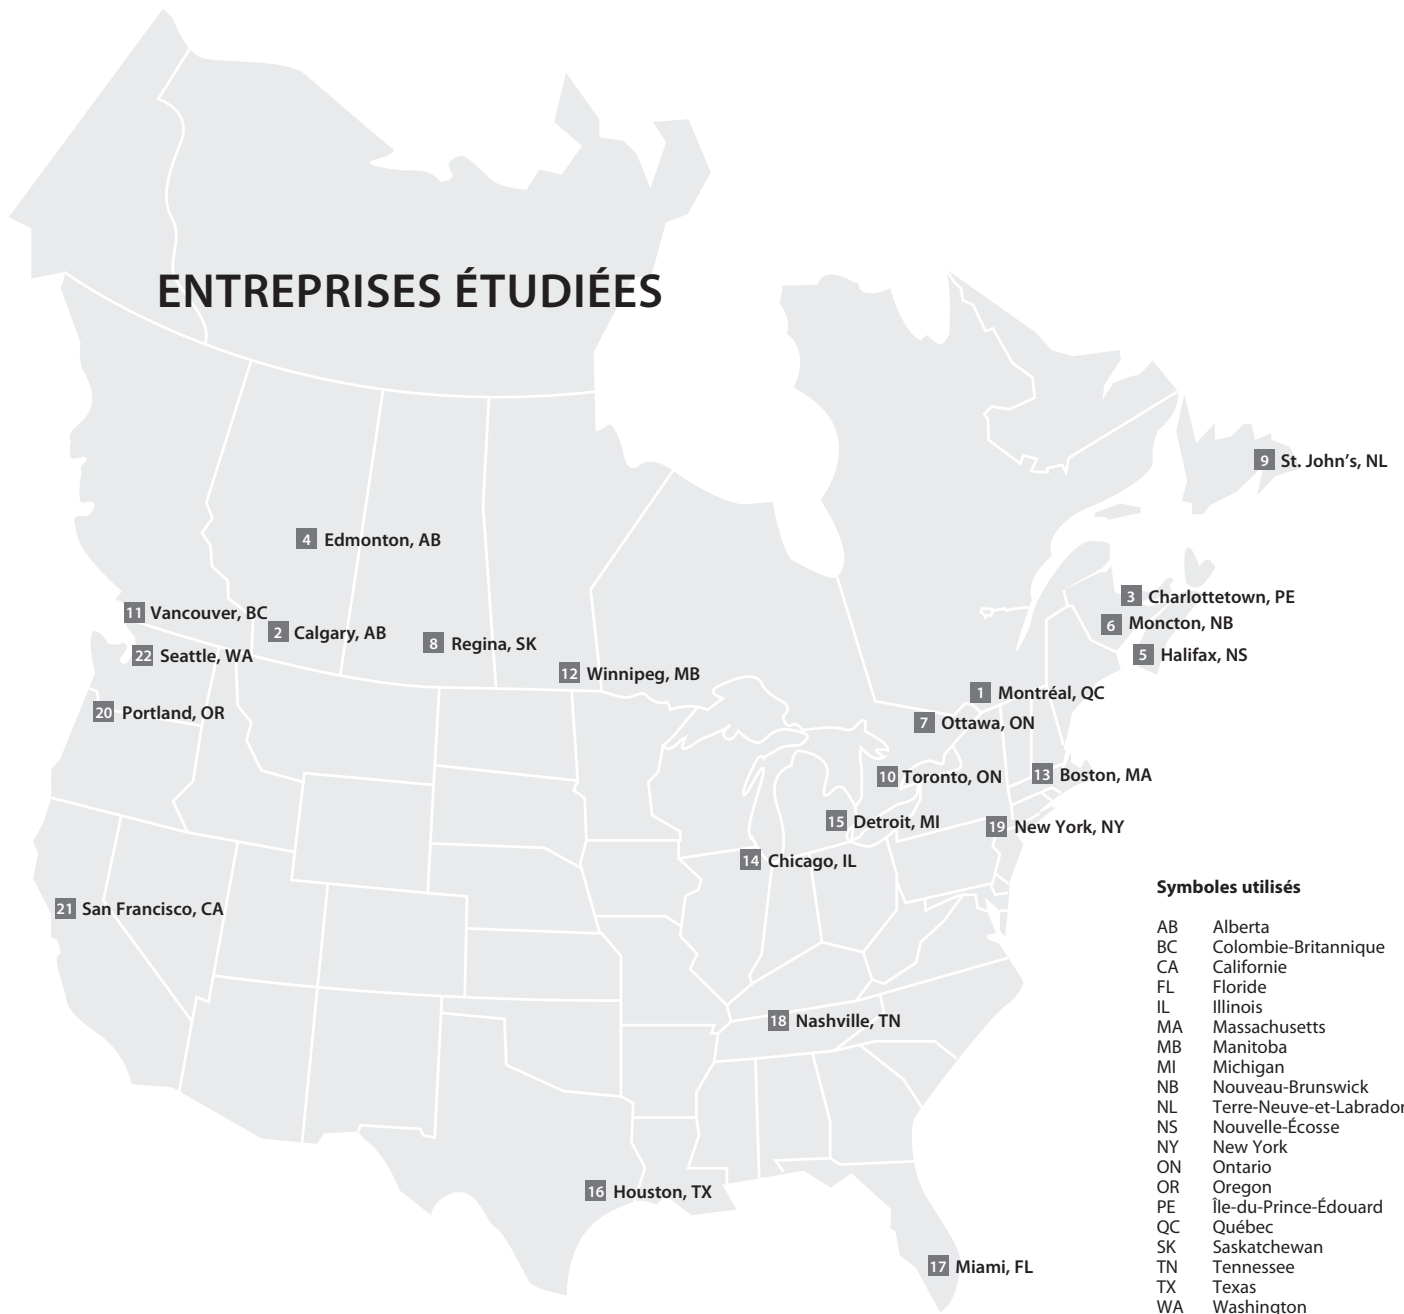 ENTREPRISES ÉTUDIÉES
9 St. John's, NL
4 Edmonton, AB
3 Charlottetown, PE
11 Vancouver, BC
6 Moncton, NB
2 Calgary, AB
8 Regina, SK
22 Seattle, WA
5 Halifax, NS
12 Winnipeg, MB
1 Montréal, QC
20 Portland, OR
7 Ottawa, ON
10 Toronto, ON
13 Boston, MA
15 Detroit, MI
19 New York, NY
14 Chicago, IL
21 San Francisco, CA
18 Nashville, TN
16 Houston, TX
17 Miami, FL
Symboles utilisés
AB Alberta
BC Colombie-Britannique
CA Californie
FL Floride
IL Illinois
MA Massachusetts
MB Manitoba
MI Michigan
NB Nouveau-Brunswick
NL Terre-Neuve-et-Labrador
NS Nouvelle-Écosse
NY New York
ON Ontario
OR Oregon
PE Île-du-Prince-Édouard
QC Québec
SK Saskatchewan
TN Tennessee
TX Texas
WA Washington